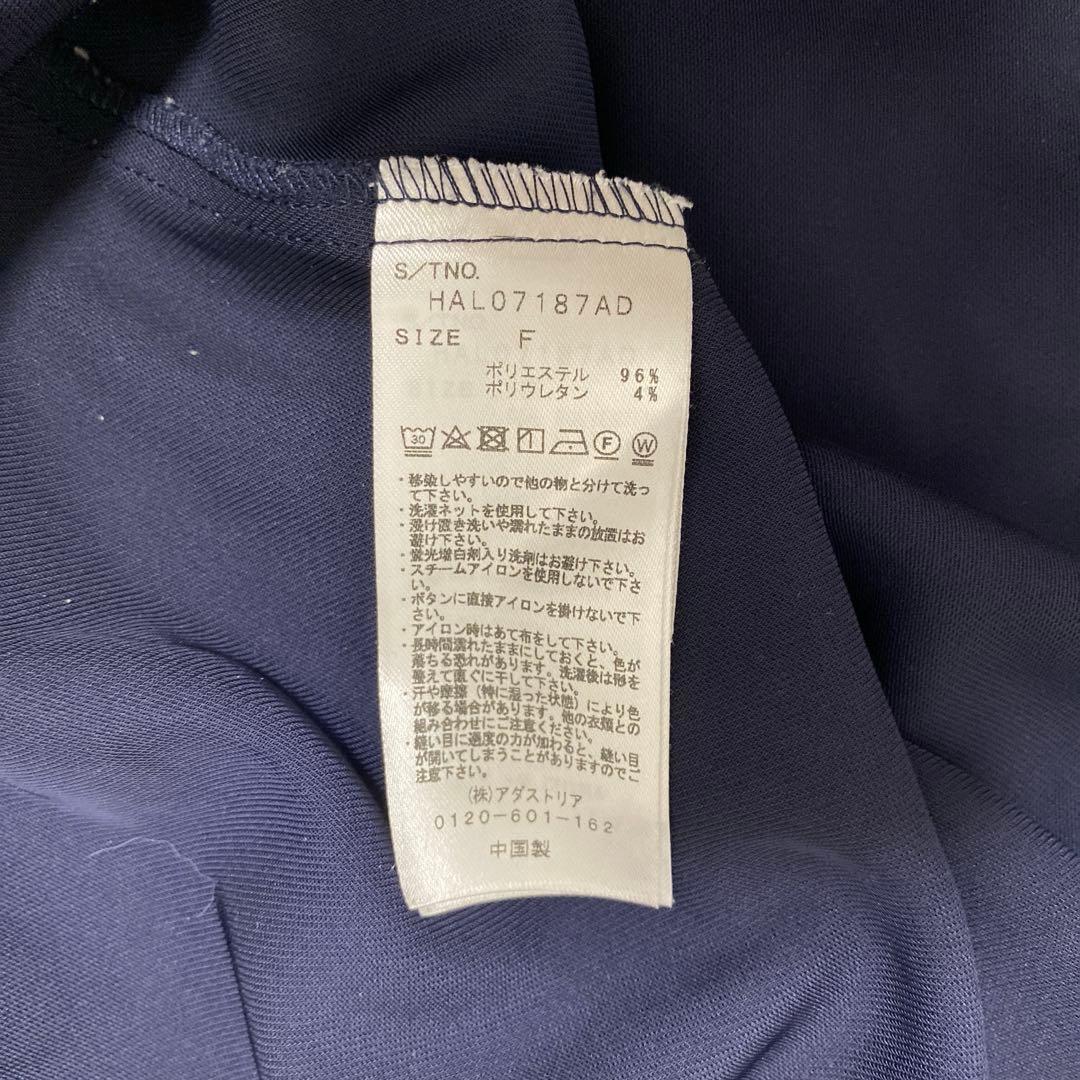 S/TNO.
HAL07187AD
SIZE F
ポリエステル 96%
ポリウレタン 4%
30 F W
・移染しやすいので他の物と分けて洗っ
て下さい。
・洗濯ネットを使用して下さい。
・浸け置き洗いや濡れたままの放置はお
避け下さい。
・蛍光増白剤入り洗剤はお避け下さい。
・スチームアイロンを使用しないで下さ
い。
・ボタンに直接アイロンを掛けないで下
さい。
・アイロン時はあて布をして下さい。
・長時間濡れたままにしておくと、色が
落ちる恐れがあります。洗濯後は形を
整えて直ぐに干して下さい。
・汗や摩擦（特に湿った状態）により色
が移る場合があります。他の衣類との
組み合わせにご注意ください。
・縫い目に過度の力が加わると、縫い目
が開いてしまうことがありますのでご
注意下さい。
(株)アダストリア
0120-601-162
中国製